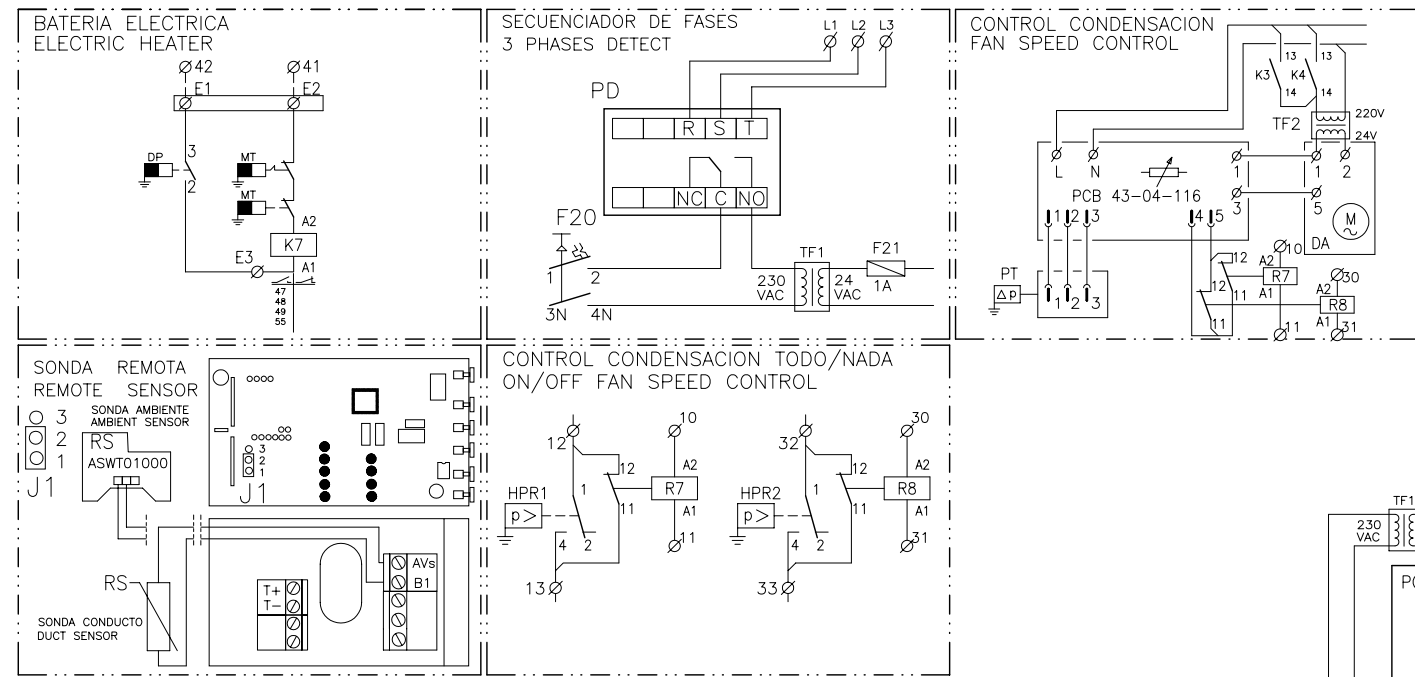 BATERIA ELECTRICA
ELECTRIC HEATER
42
41
E1
E2
DP
3
2
MT
MT
A2
K7
E3
A1
47
48
49
55
SECUENCIADOR DE FASES
3 PHASES DETECT
L1 L2 L3
PD
R S T
NC C NO
F20
1
2
3N
4N
TF1
230
VAC
24
VAC
F21
1A
CONTROL CONDENSACION
FAN SPEED CONTROL
13
13
K3
K4
14
14
TF2
220V
24V
L
N
1
1
2
PCB 43-04-116
3
5
M
DA
1 2 3
4 5
PT
Δp
1 2 3
12
10
A2
R7
A1
11
12
11
11
30
A2
R8
A1
31
SONDA REMOTA
REMOTE SENSOR
3
2
1
J1
SONDA AMBIENTE
AMBIENT SENSOR
RS
ASWT01000
3
2
1
J1
RS
SONDA CONDUCTO
DUCT SENSOR
T+
T-
AVs
B1
CONTROL CONDENSACION TODO/NADA
ON/OFF FAN SPEED CONTROL
12
10
12
A2
HPR1
1
R7
p>
11
A1
4 2
11
13
32
30
12
A2
HPR2
1
R8
p>
11
A1
4 2
31
33
TF1
230
VAC